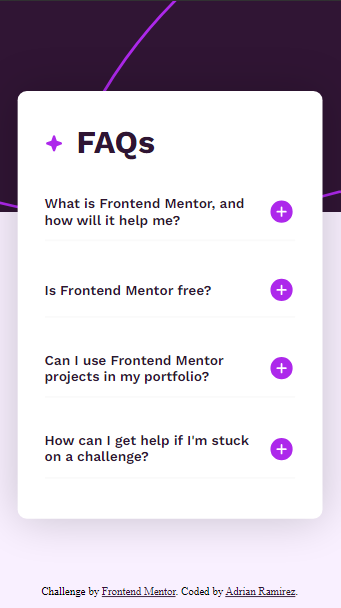 FAQs
What is Frontend Mentor, and
how will it help me?
Is Frontend Mentor free?
Can I use Frontend Mentor
projects in my portfolio?
How can I get help if I'm stuck
on a challenge?
Challenge by Frontend Mentor. Coded by Adrian Ramirez.